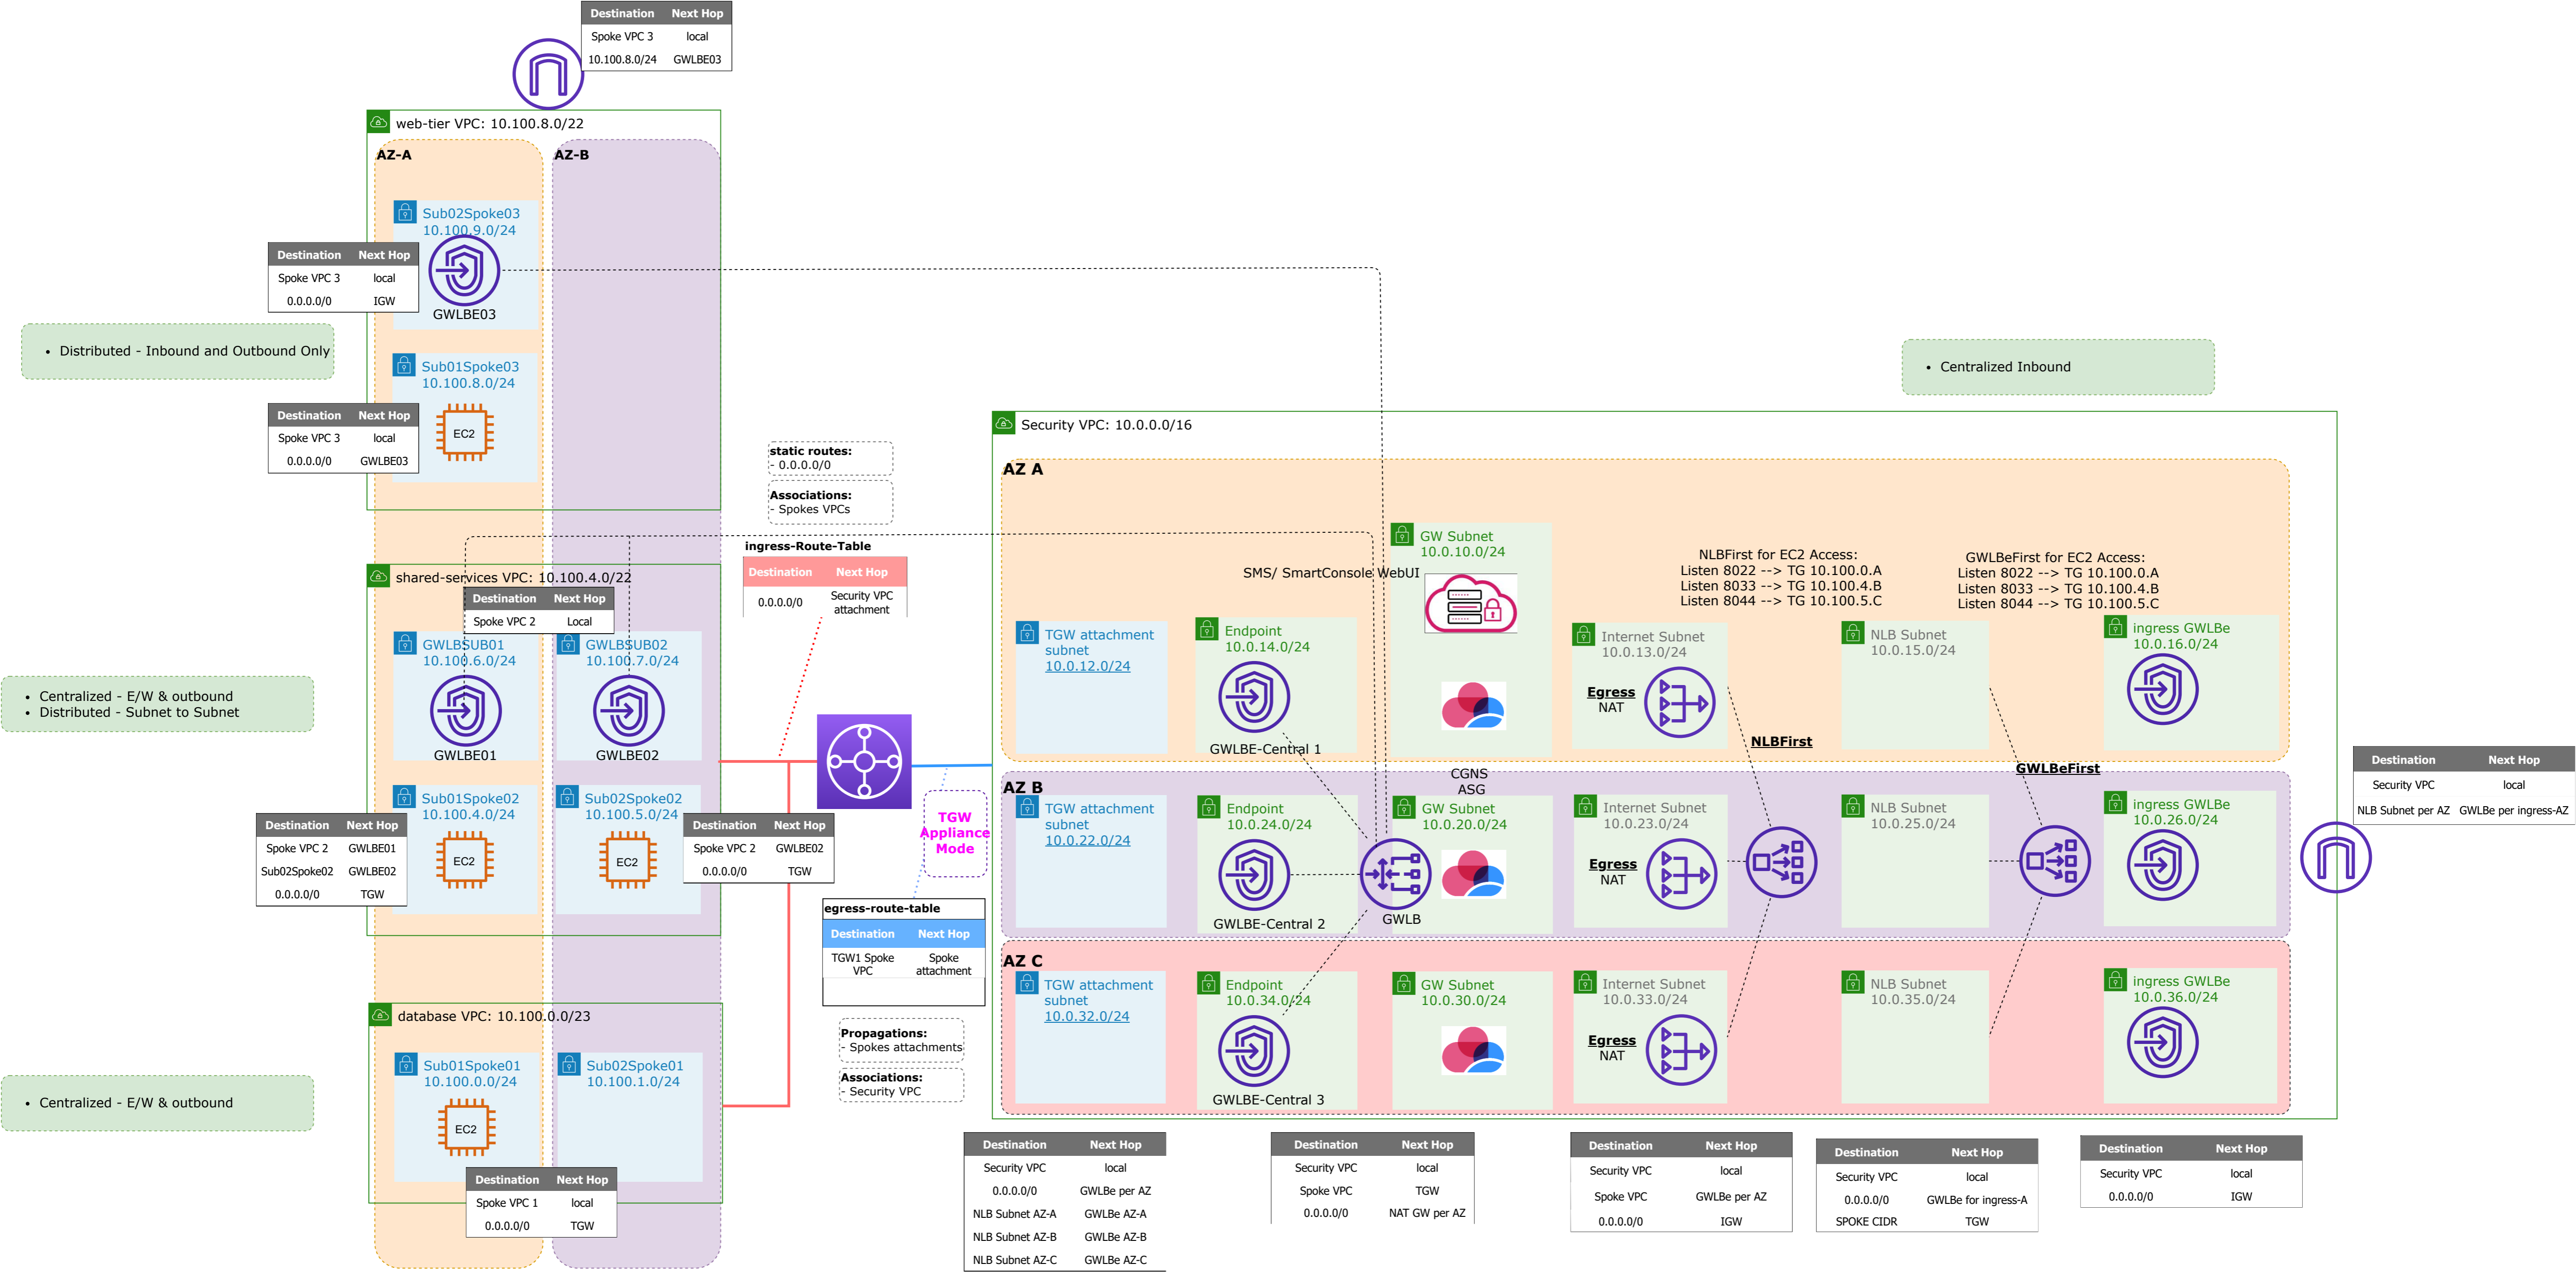 Destination Next Hop
Spoke VPC 3 local
10.100.8.0/24 GWLBE03
web-tier VPC: 10.100.8.0/22
AZ-A
AZ-B
Sub02Spoke03
10.100.9.0/24
GWLBE03
Destination Next Hop
Spoke VPC 3 local
0.0.0.0/0 IGW
• Distributed - Inbound and Outbound Only
Sub01Spoke03
10.100.8.0/24
EC2
Destination Next Hop
Spoke VPC 3 local
0.0.0.0/0 GWLBE03
static routes:
- 0.0.0.0/0
Associations:
- Spokes VPCs
ingress-Route-Table
Destination Next Hop
0.0.0.0/0 Security VPC
attachment
shared-services VPC: 10.100.4.0/22
Destination Next Hop
Spoke VPC 2 Local
GWLBSUB01
10.100.6.0/24
GWLBE01
GWLBSUB02
10.100.7.0/24
GWLBE02
• Centralized - E/W & outbound
• Distributed - Subnet to Subnet
Sub01Spoke02
10.100.4.0/24
EC2
Sub02Spoke02
10.100.5.0/24
EC2
Destination Next Hop
Spoke VPC 2 GWLBE01
Sub02Spoke02 GWLBE02
0.0.0.0/0 TGW
Destination Next Hop
Spoke VPC 2 GWLBE02
0.0.0.0/0 TGW
TGW
Appliance
Mode
egress-route-table
Destination Next Hop
TGW1 Spoke
VPC
Spoke
attachment
Propagations:
- Spokes attachments
Associations:
- Security VPC
database VPC: 10.100.0.0/23
Sub01Spoke01
10.100.0.0/24
EC2
Sub02Spoke01
10.100.1.0/24
• Centralized - E/W & outbound
Destination Next Hop
Spoke VPC 1 local
0.0.0.0/0 TGW
• Centralized Inbound
Security VPC: 10.0.0.0/16
AZ A
GW Subnet
10.0.10.0/24
SMS/ SmartConsole WebUI
NLBFirst for EC2 Access:
Listen 8022 --> TG 10.100.0.A
Listen 8033 --> TG 10.100.4.B
Listen 8044 --> TG 10.100.5.C
GWLBeFirst for EC2 Access:
Listen 8022 --> TG 10.100.0.A
Listen 8033 --> TG 10.100.4.B
Listen 8044 --> TG 10.100.5.C
TGW attachment
subnet
10.0.12.0/24
Endpoint
10.0.14.0/24
GWLBE-Central 1
Internet Subnet
10.0.13.0/24
Egress
NAT
NLBFirst
NLB Subnet
10.0.15.0/24
ingress GWLBe
10.0.16.0/24
GWLBeFirst
AZ B
CGNS
ASG
TGW attachment
subnet
10.0.22.0/24
Endpoint
10.0.24.0/24
GWLBE-Central 2
GW Subnet
10.0.20.0/24
GWLB
Internet Subnet
10.0.23.0/24
Egress
NAT
NLB Subnet
10.0.25.0/24
ingress GWLBe
10.0.26.0/24
Destination Next Hop
Security VPC local
NLB Subnet per AZ GWLBe per ingress-AZ
AZ C
TGW attachment
subnet
10.0.32.0/24
Endpoint
10.0.34.0/24
GWLBE-Central 3
GW Subnet
10.0.30.0/24
Internet Subnet
10.0.33.0/24
Egress
NAT
NLB Subnet
10.0.35.0/24
ingress GWLBe
10.0.36.0/24
Destination Next Hop
Security VPC local
0.0.0.0/0 GWLBe per AZ
NLB Subnet AZ-A GWLBe AZ-A
NLB Subnet AZ-B GWLBe AZ-B
NLB Subnet AZ-C GWLBe AZ-C
Destination Next Hop
Security VPC local
Spoke VPC TGW
0.0.0.0/0 NAT GW per AZ
Destination Next Hop
Security VPC local
Spoke VPC GWLBe per AZ
0.0.0.0/0 IGW
Destination Next Hop
Security VPC local
0.0.0.0/0 GWLBe for ingress-A
SPOKE CIDR TGW
Destination Next Hop
Security VPC local
0.0.0.0/0 IGW